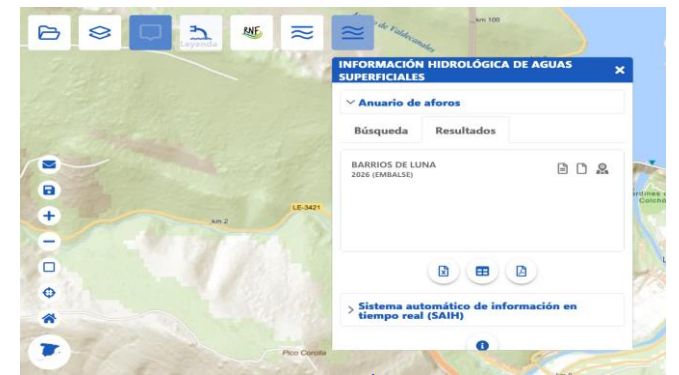 km 100
de Valdecanales
Leyenda
RNF
INFORMACIÓN HIDROLÓGICA DE AGUAS
SUPERFICIALES
Anuario de aforos
Búsqueda Resultados
BARRIOS DE LUNA
2026 (EMBALSE)
LE-3421
km 2
Sistema automático de información en
tiempo real (SAIH)
Pico Corota